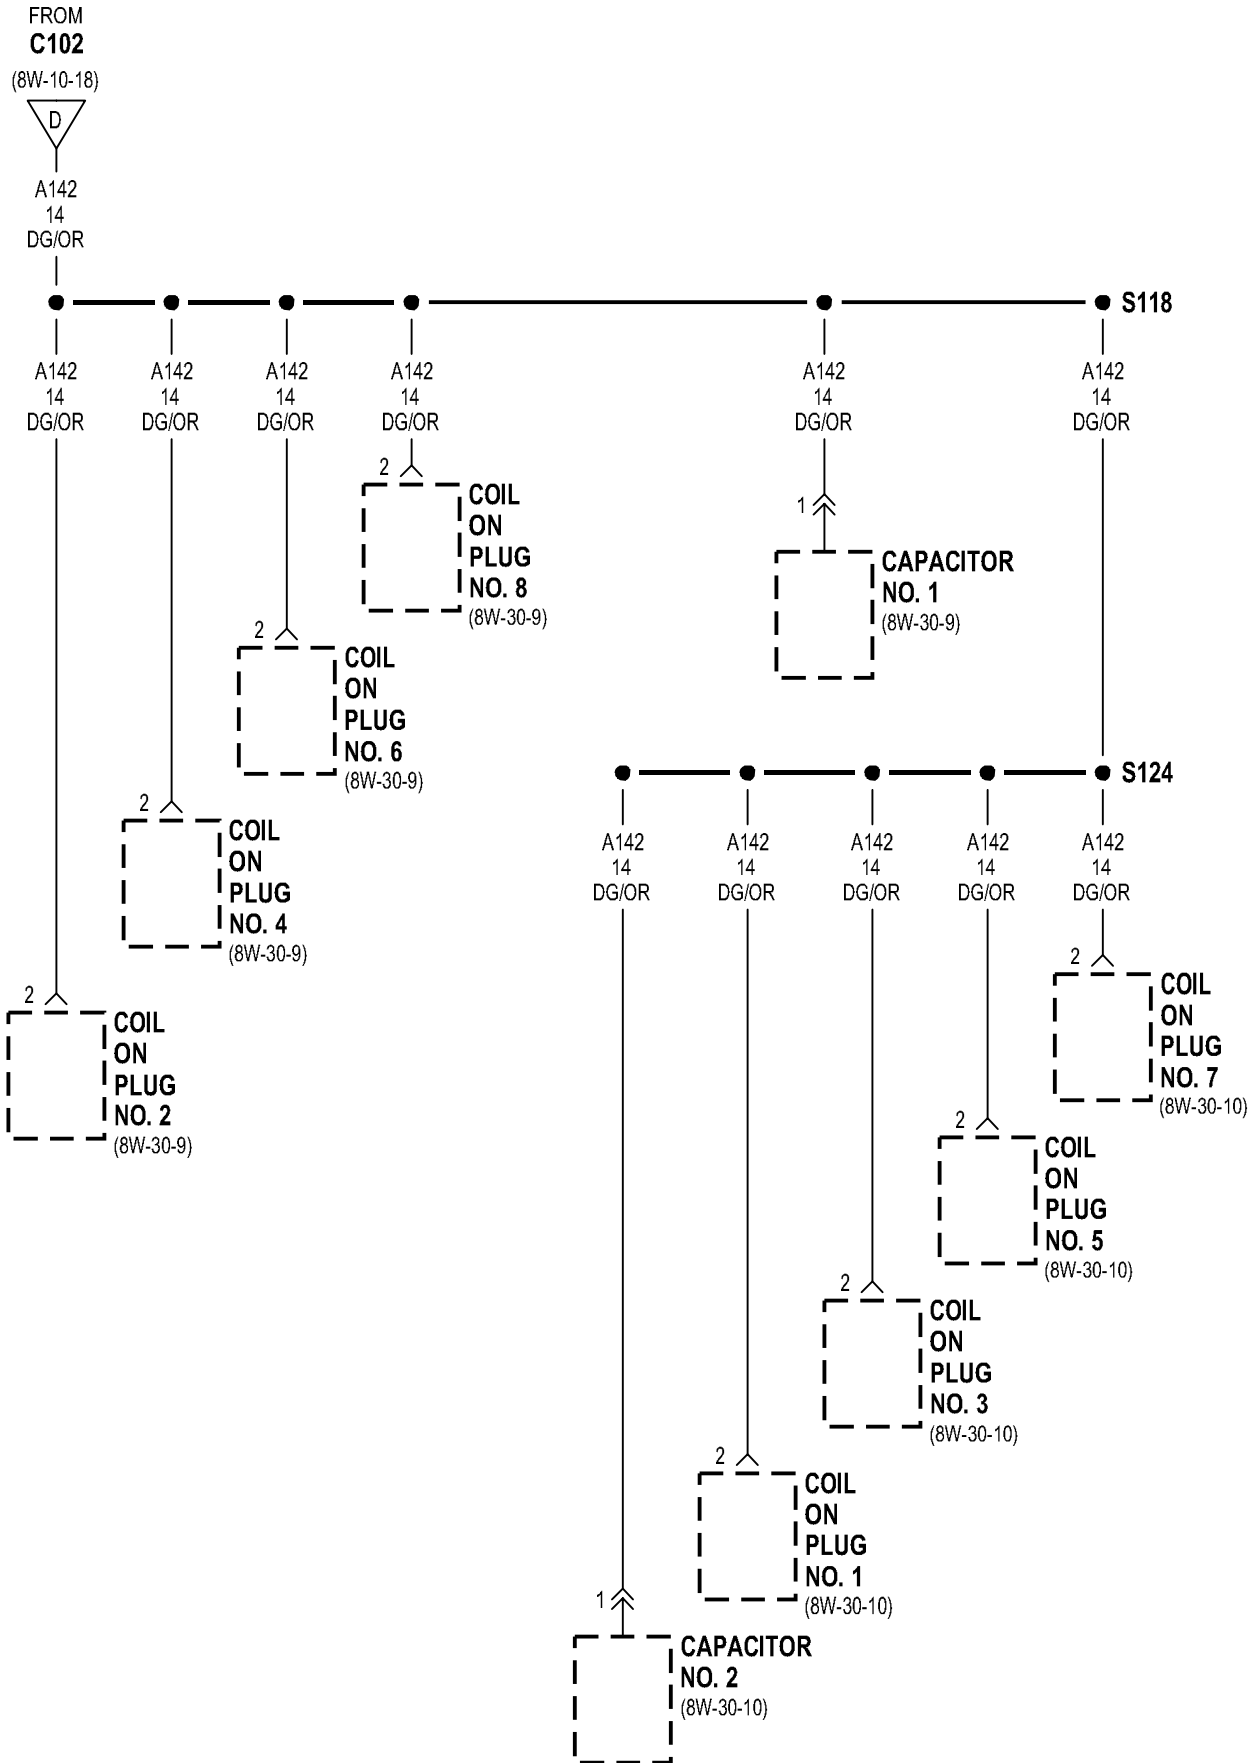 FROM
C102
(8W-10-18)
D
A142
14
DG/OR
S118
A142
14
DG/OR
A142
14
DG/OR
A142
14
DG/OR
A142
14
DG/OR
A142
14
DG/OR
A142
14
DG/OR
2
COIL
ON
PLUG
NO. 8
(8W-30-9)
1
CAPACITOR
NO. 1
(8W-30-9)
2
COIL
ON
PLUG
NO. 6
(8W-30-9)
S124
2
COIL
ON
PLUG
NO. 4
(8W-30-9)
A142
14
DG/OR
A142
14
DG/OR
A142
14
DG/OR
A142
14
DG/OR
A142
14
DG/OR
2
COIL
ON
PLUG
NO. 2
(8W-30-9)
2
COIL
ON
PLUG
NO. 7
(8W-30-10)
2
COIL
ON
PLUG
NO. 5
(8W-30-10)
2
COIL
ON
PLUG
NO. 3
(8W-30-10)
2
COIL
ON
PLUG
NO. 1
(8W-30-10)
1
CAPACITOR
NO. 2
(8W-30-10)